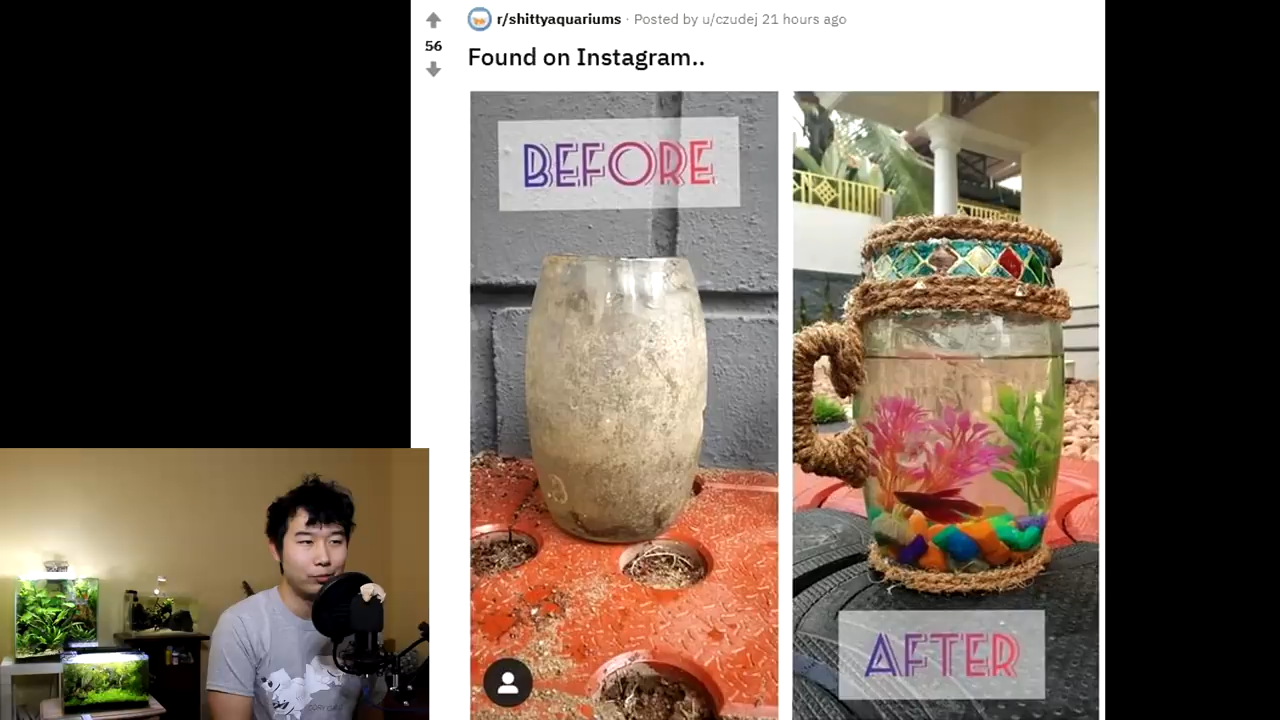 r/shittyaquariums · Posted by u/czudej 21 hours ago
56
Found on Instagram..
BEFORE
AFTER